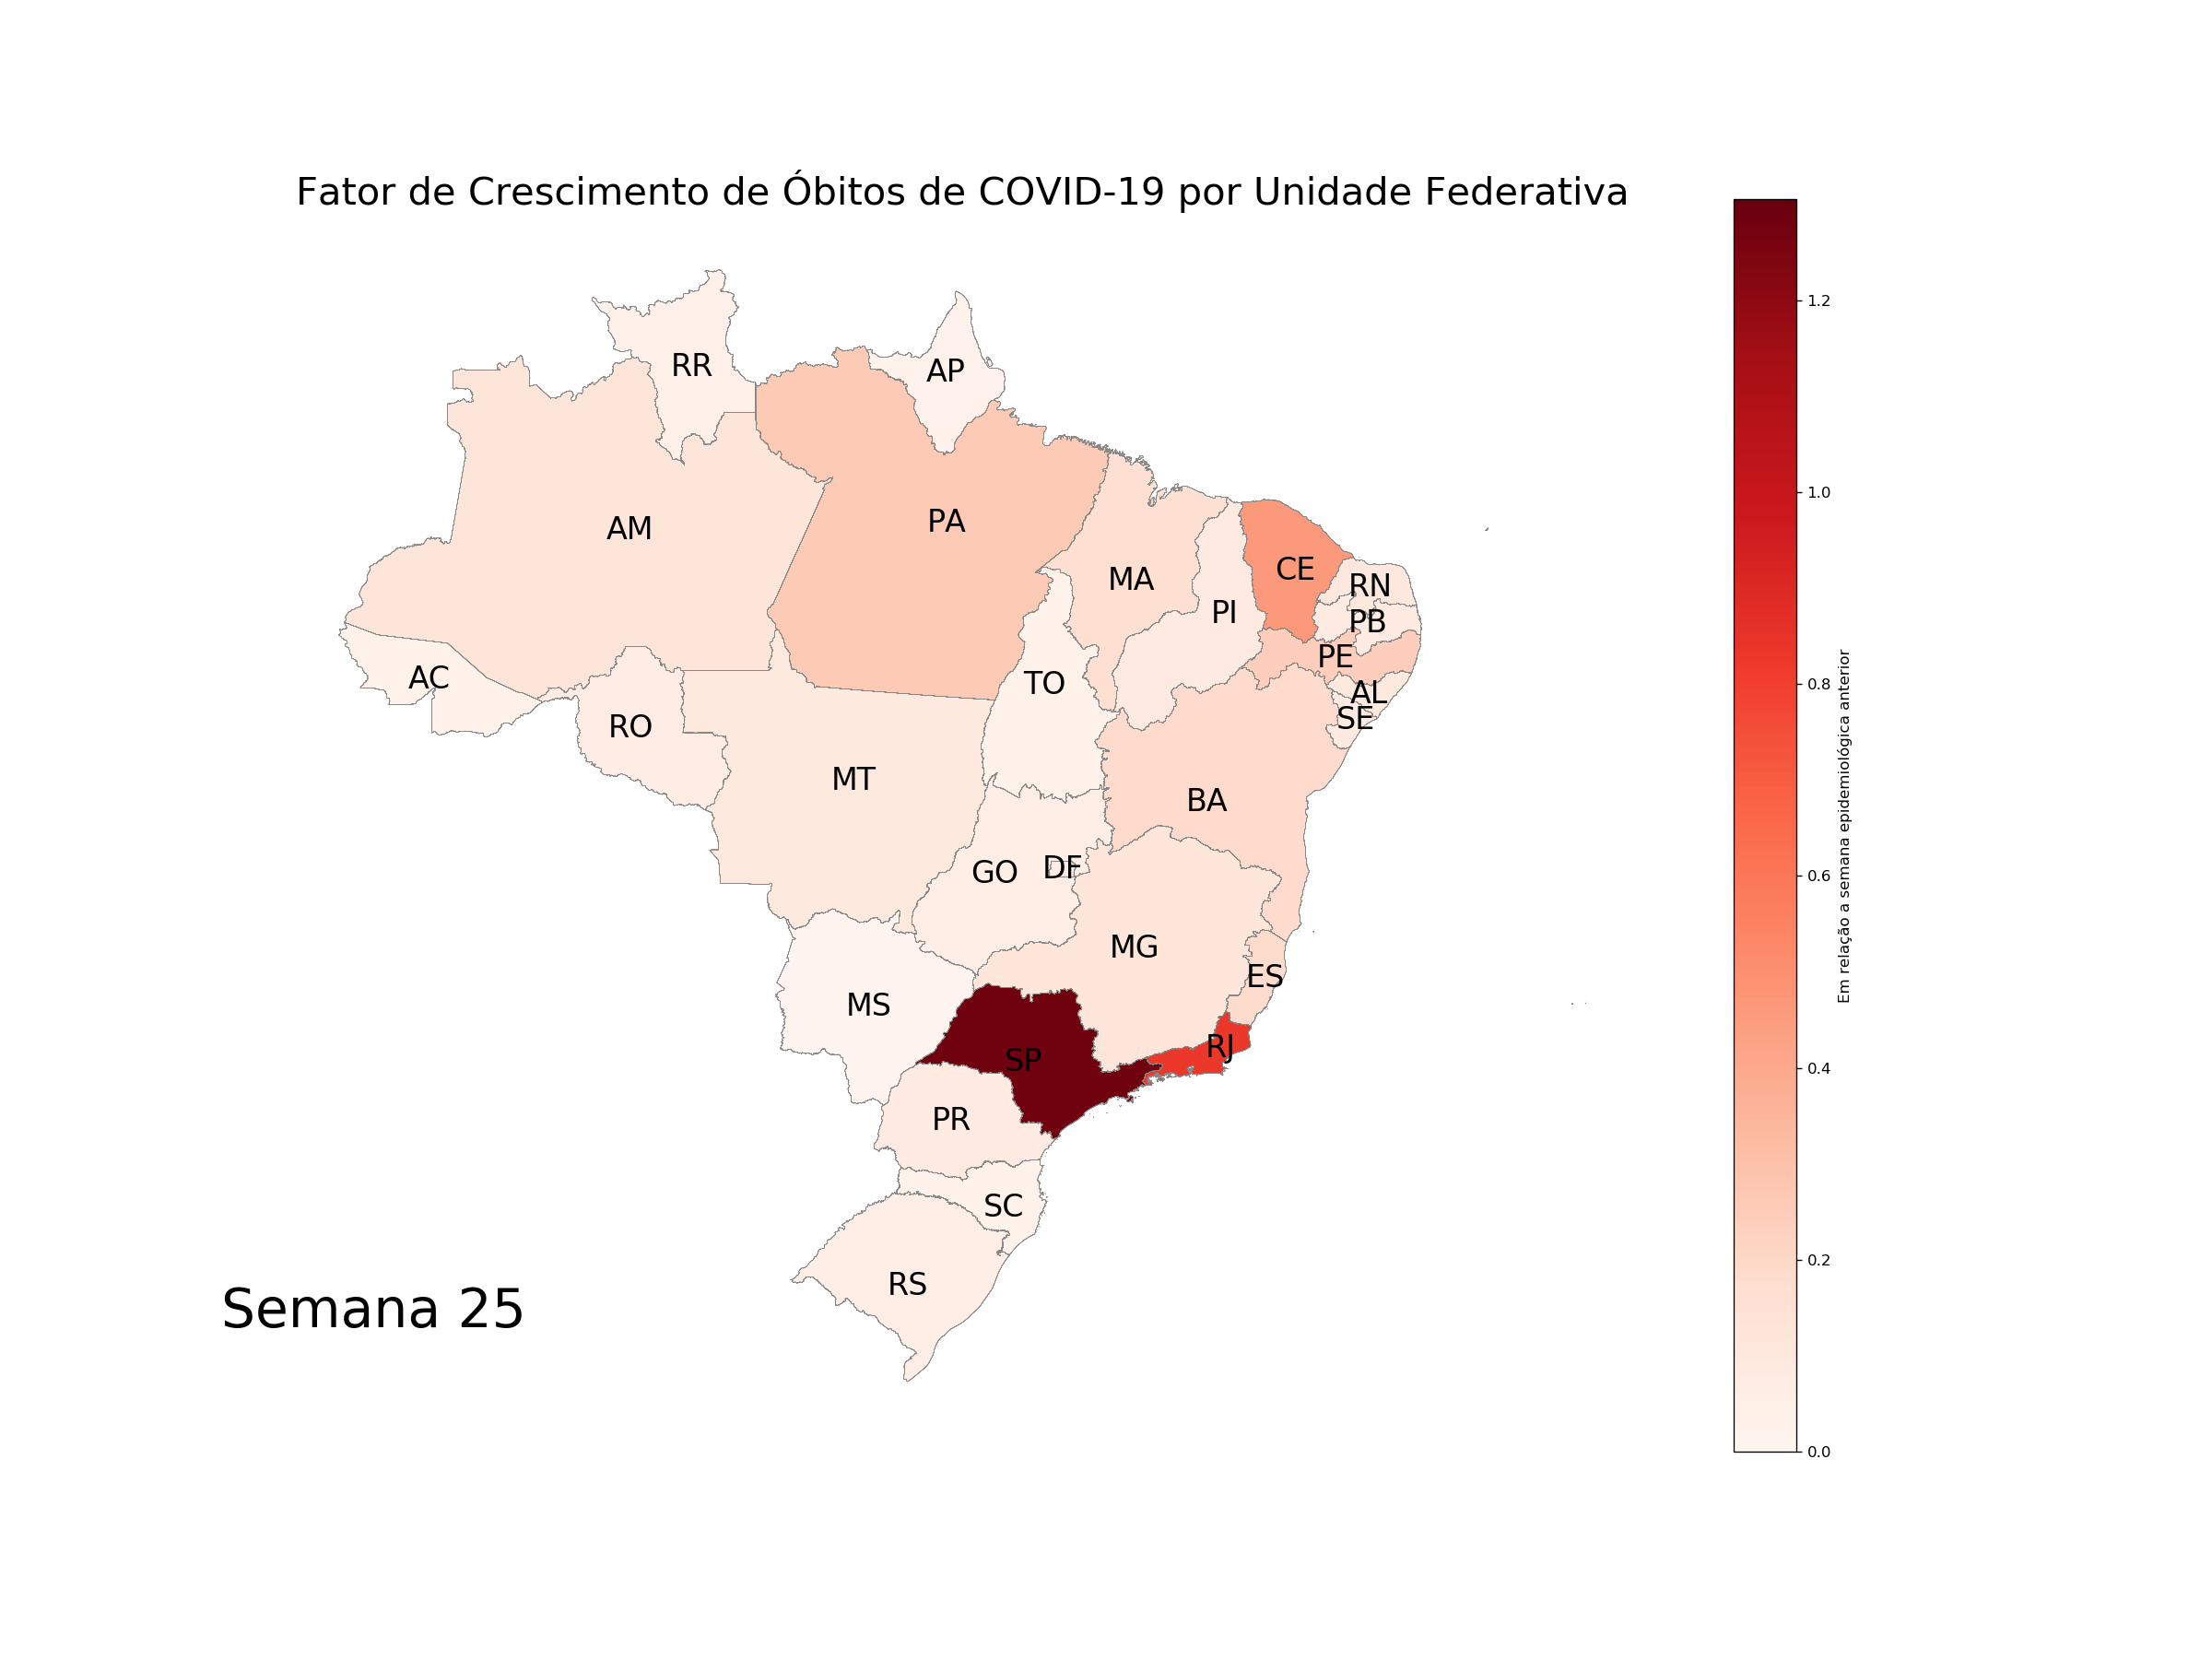 Fator de Crescimento de Óbitos de COVID-19 por Unidade Federativa
RR
AP
AM
PA
MA
CE
RN
PI
PB
PE
AC
TO
AL
SE
RO
MT
BA
GO
DF
MG
ES
MS
RJ
SP
PR
SC
RS
Semana 25
1.2
1.0
0.8
0.6
0.4
0.2
0.0
Em relação a semana epidemiológica anterior